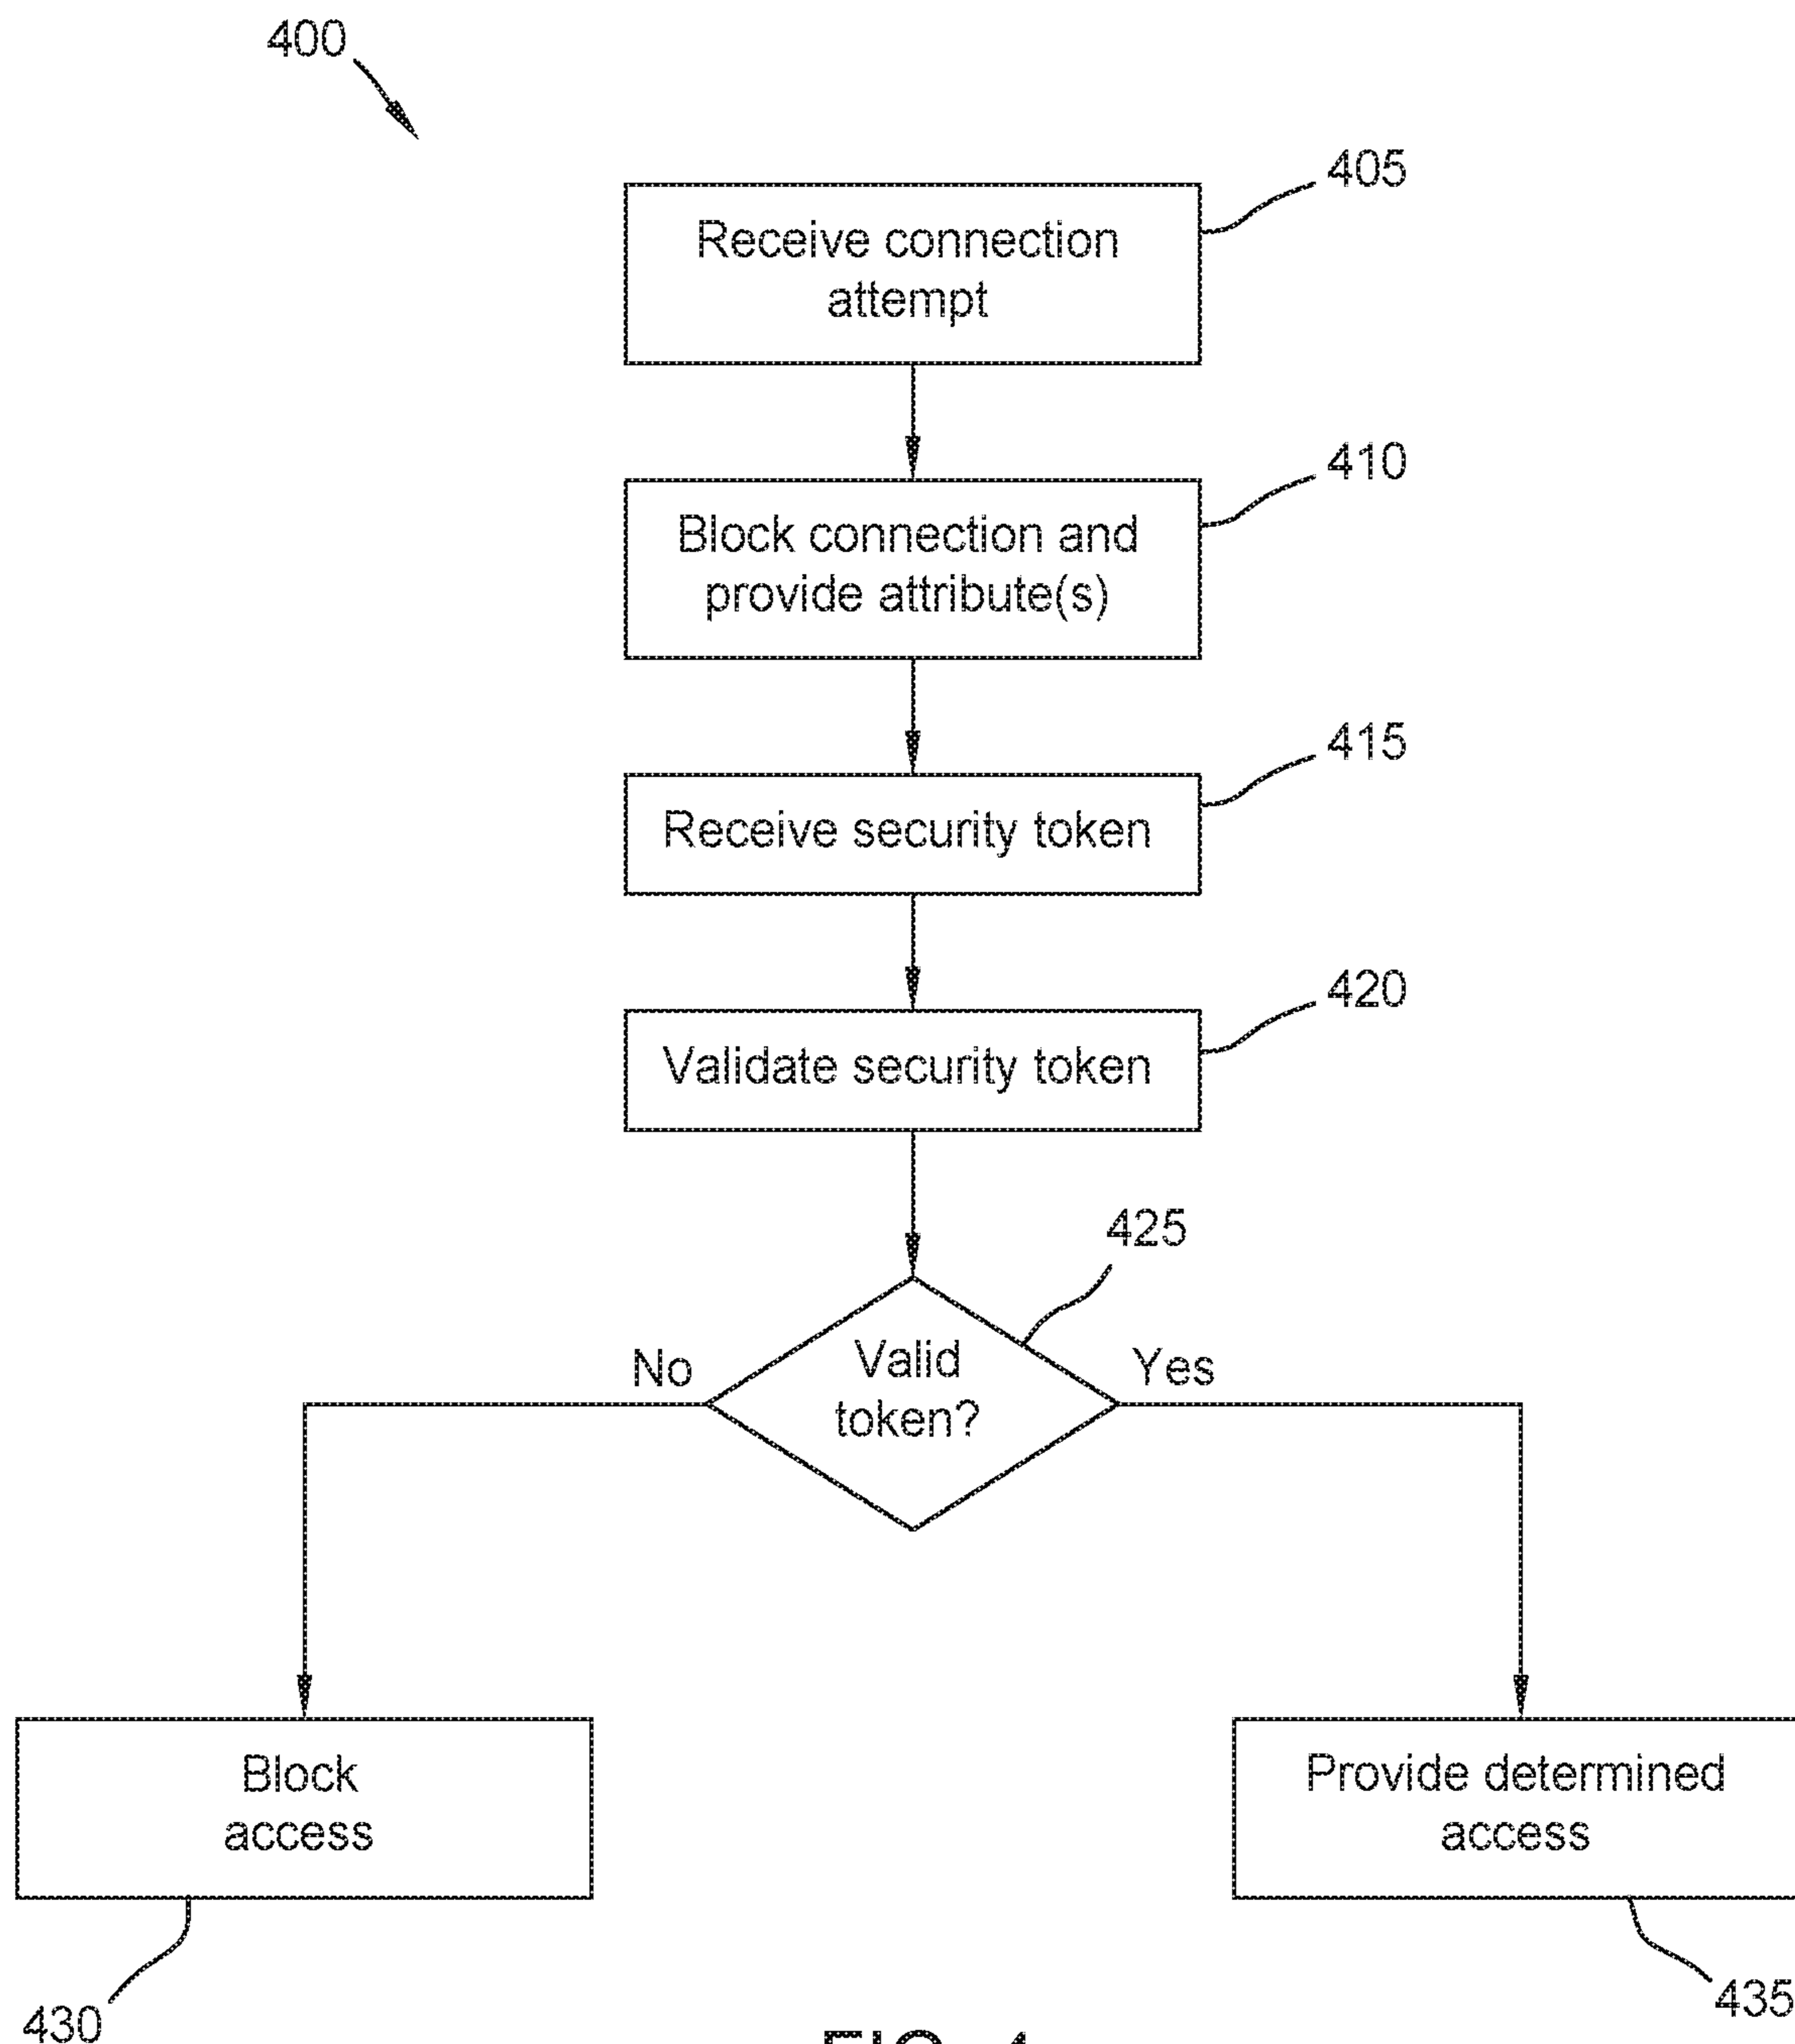 400
405
Receive connection
attempt
410
Block connection and
provide attribute(s)
415
Receive security token
420
Validate security token
425
No
Valid
token?
Yes
Block
access
Provide determined
access
430
435